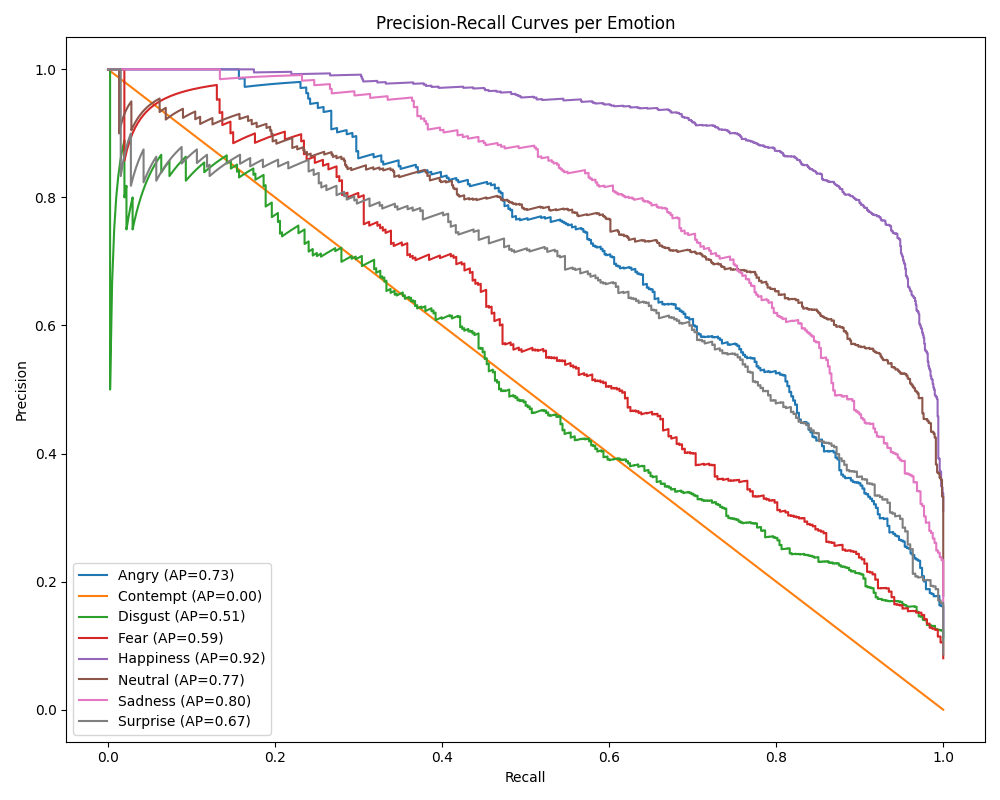 Precision-Recall Curves per Emotion
1.0
0.8
0.6
0.4
0.2
0.0
Precision
Angry (AP=0.73)
Contempt (AP=0.00)
Disgust (AP=0.51)
Fear (AP=0.59)
Happiness (AP=0.92)
Neutral (AP=0.77)
Sadness (AP=0.80)
Surprise (AP=0.67)
0.0 0.2 0.4 0.6 0.8 1.0
Recall